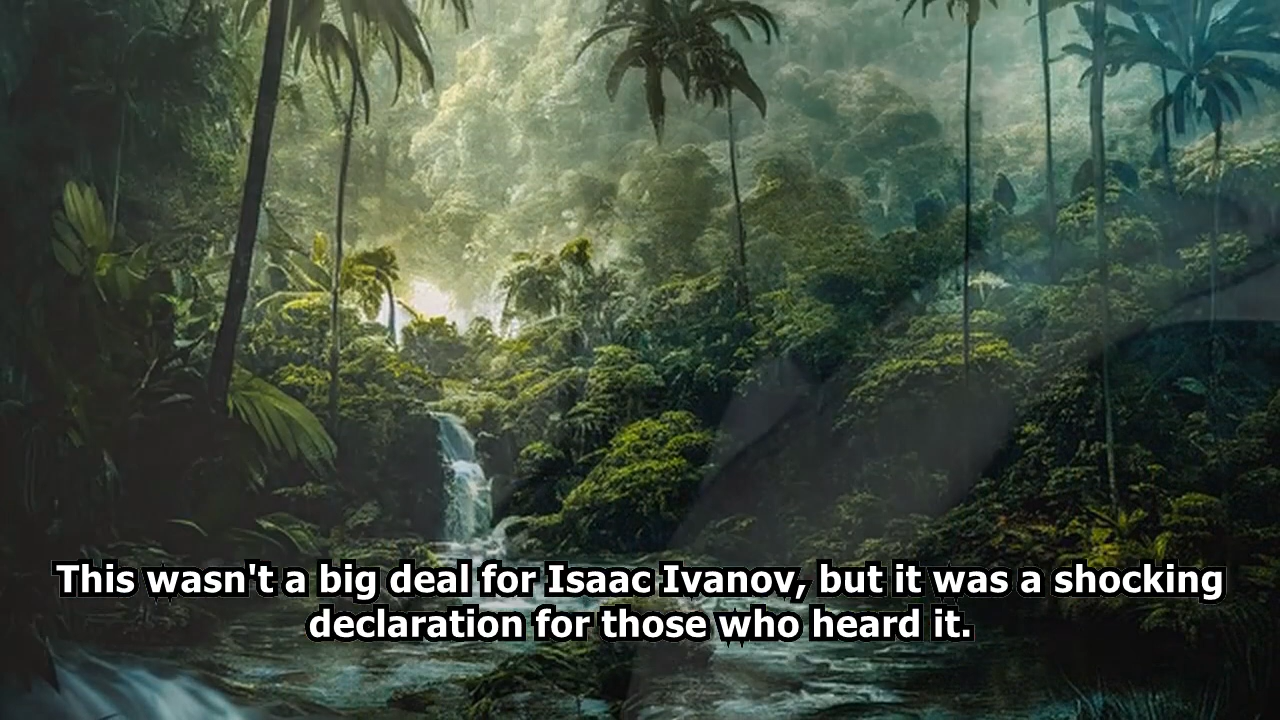 This wasn't a big deal for Isaac Ivanov, but it was a shocking
declaration for those who heard it.